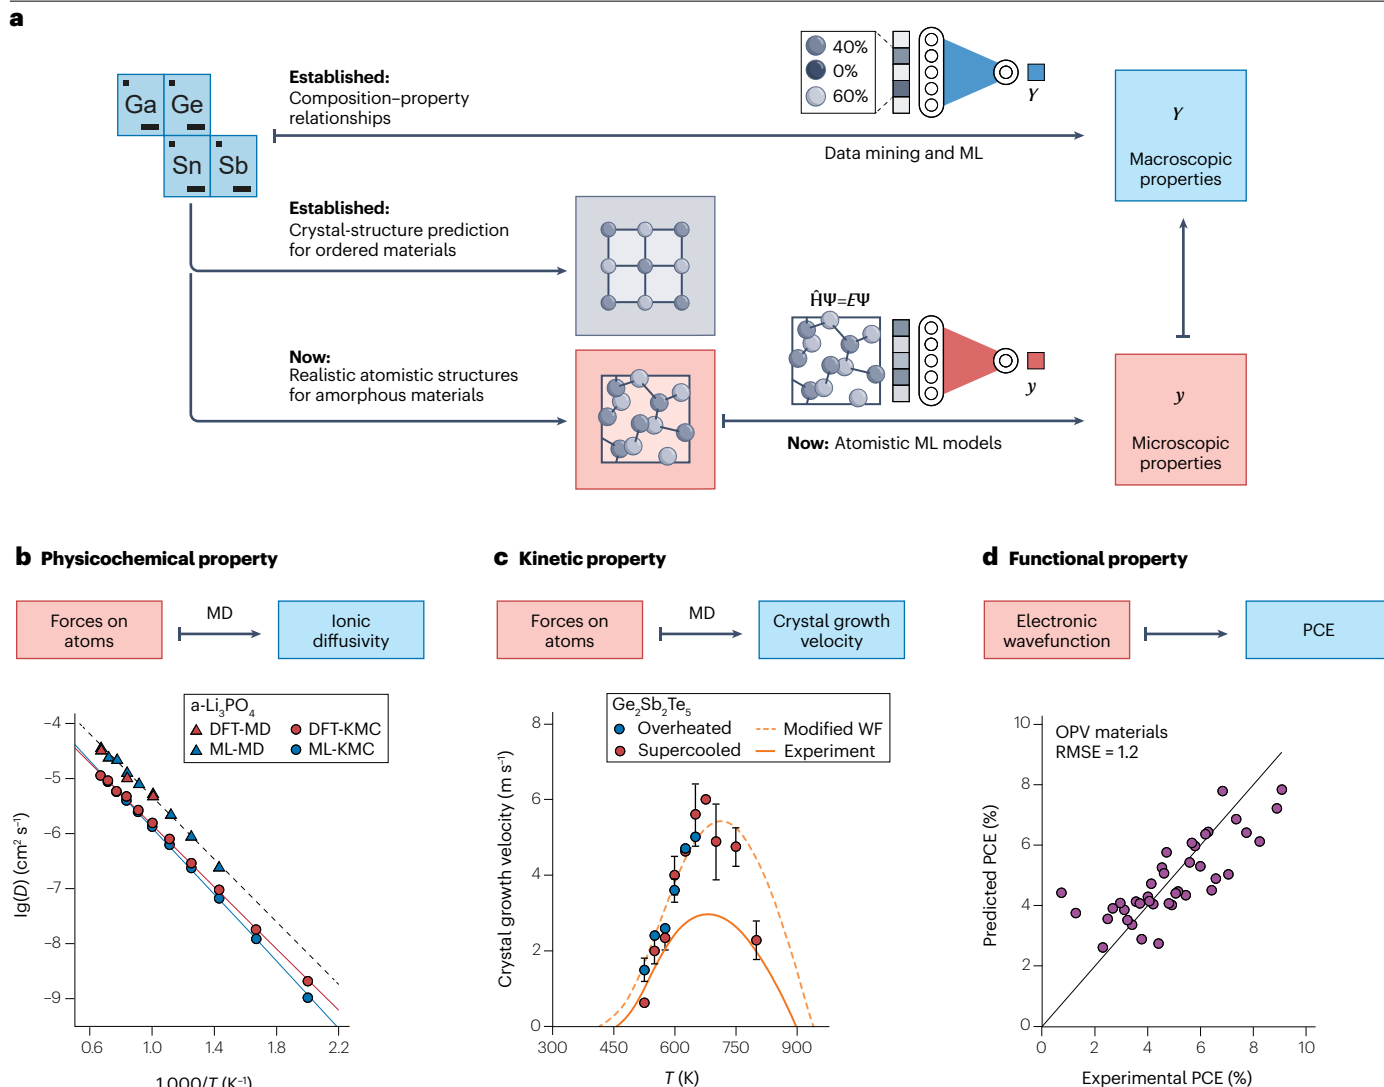 a
Ga Ge
Sn Sb
Established:
Composition–property
relationships
40%
0%
60%
Y
Data mining and ML
Y
Macroscopic
properties
Established:
Crystal-structure prediction
for ordered materials
Now:
Realistic atomistic structures
for amorphous materials
ĤΨ=EΨ
y
Now: Atomistic ML models
y
Microscopic
properties
b Physicochemical property
Forces on
atoms
MD
Ionic
diffusivity
a-Li3PO4
DFT-MD DFT-KMC
ML-MD ML-KMC
lg(D) (cm² s⁻¹)
–4
–5
–6
–7
–8
–9
0.6 1.0 1.4 1.8 2.2
1,000/T (K⁻¹)
c Kinetic property
Forces on
atoms
MD
Crystal growth
velocity
Ge2Sb2Te5
Overheated Modified WF
Supercooled Experiment
Crystal growth velocity (m s⁻¹)
8
6
4
2
0
300 450 600 750 900
T (K)
d Functional property
Electronic
wavefunction
PCE
OPV materials
RMSE = 1.2
Predicted PCE (%)
10
8
6
4
2
0
0 2 4 6 8 10
Experimental PCE (%)